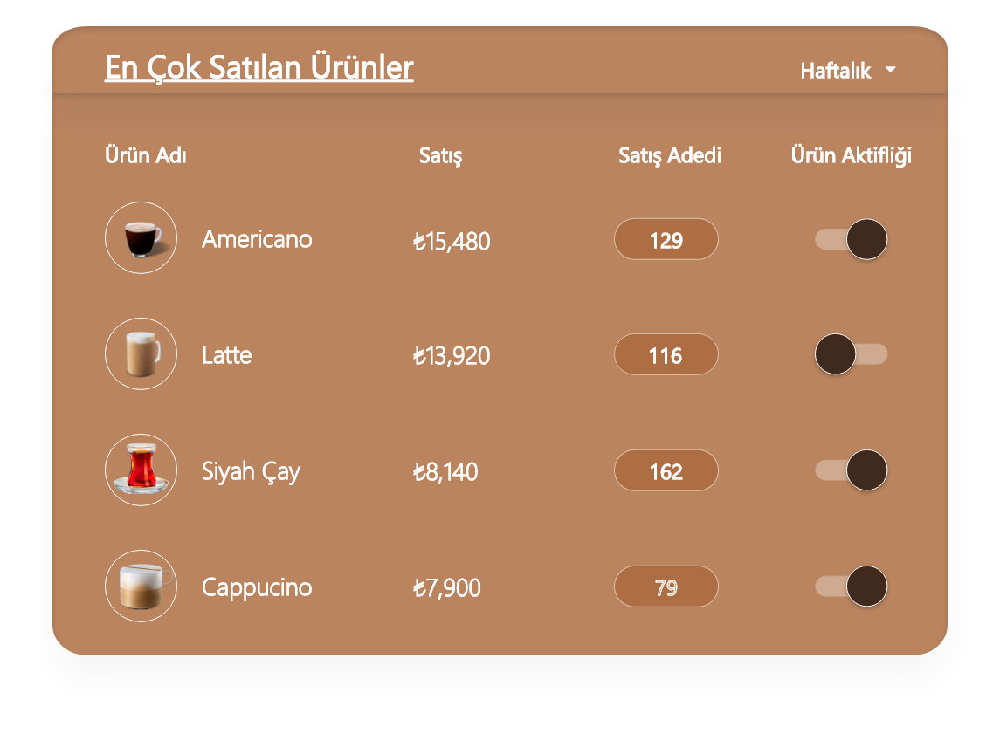 En Çok Satılan Ürünler
Haftalık
Ürün Adı Satış Satış Adedi Ürün Aktifliği
Americano ₺15,480 129
Latte ₺13,920 116
Siyah Çay ₺8,140 162
Cappucino ₺7,900 79